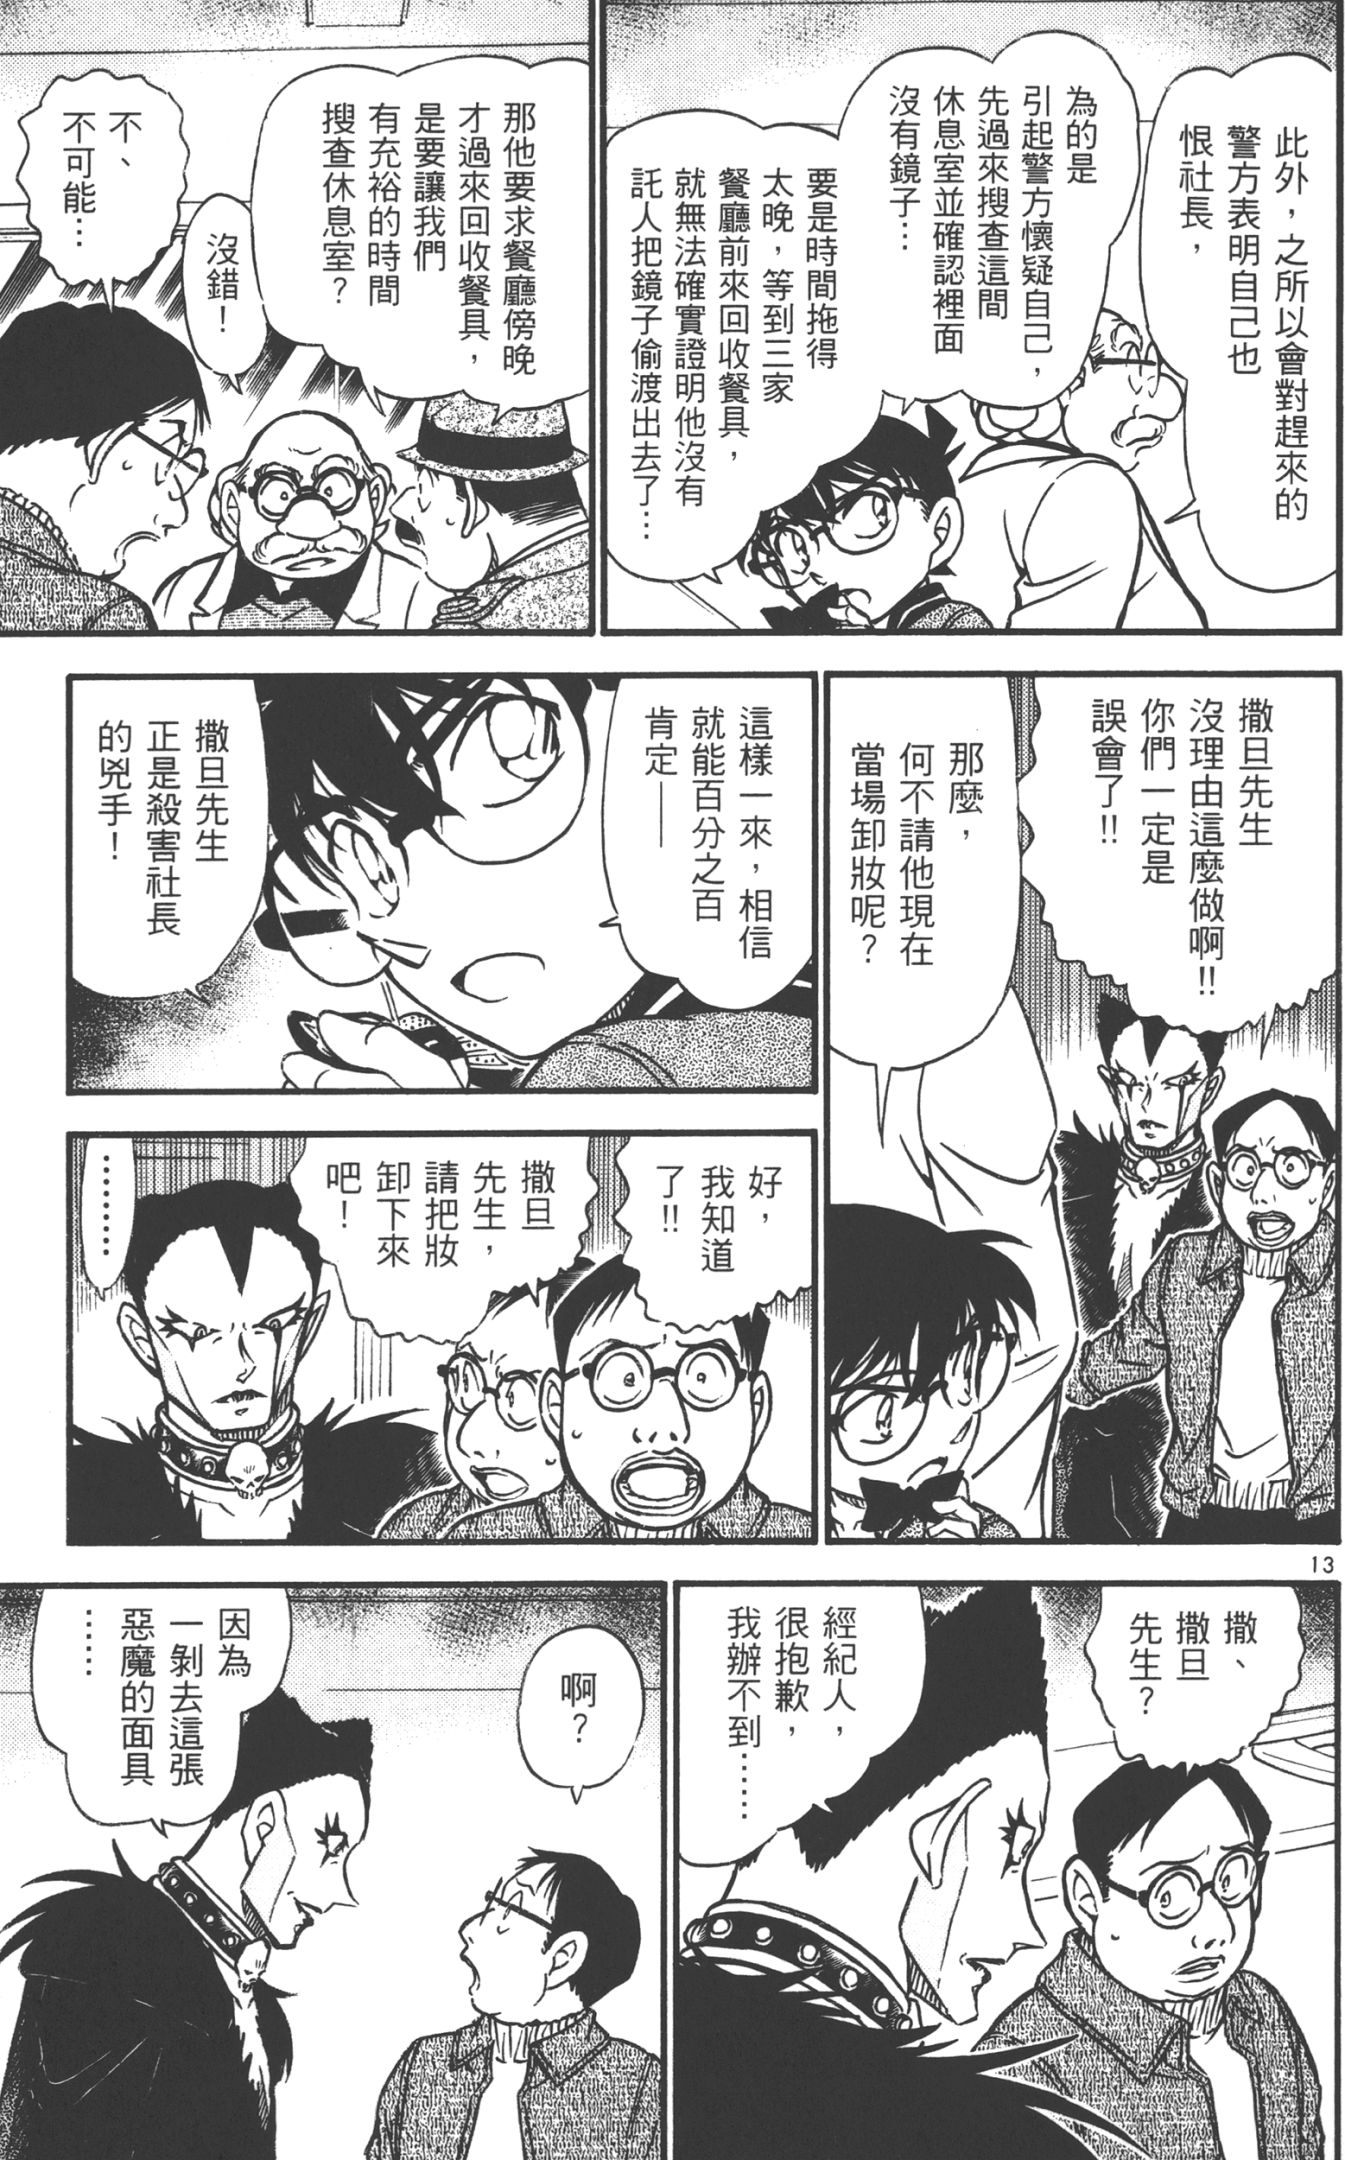 此外，之所以會對趕來的
警方表明自己也
恨社長，
為的是
引起警方懷疑自己，
先過來搜查這間
休息室並確認裡面
沒有鏡子…
要是時間拖得
太晚，等到三家
餐廳前來回收餐具，
就無法確實證明他沒有
託人把鏡子偷渡出去了…
那他要求餐廳傍晚
才過來回收餐具，
是要讓我們
有充裕的時間
搜查休息室？
沒錯！
不、
不可能…
撒旦先生
沒理由這麼做啊!!
你們一定是
誤會了!!
那麼，
何不請他現在
當場卸妝呢？
這樣一來，相信
就能百分之百
肯定——
撒旦先生
正是殺害社長
的兇手！
好，
我知道
了!!
撒旦
先生，
請把妝
卸下來
吧！
………
13
撒、
撒旦
先生？
經紀人，
很抱歉，
我辦不到……
啊？
因為
一剝去這張
惡魔的面具
……